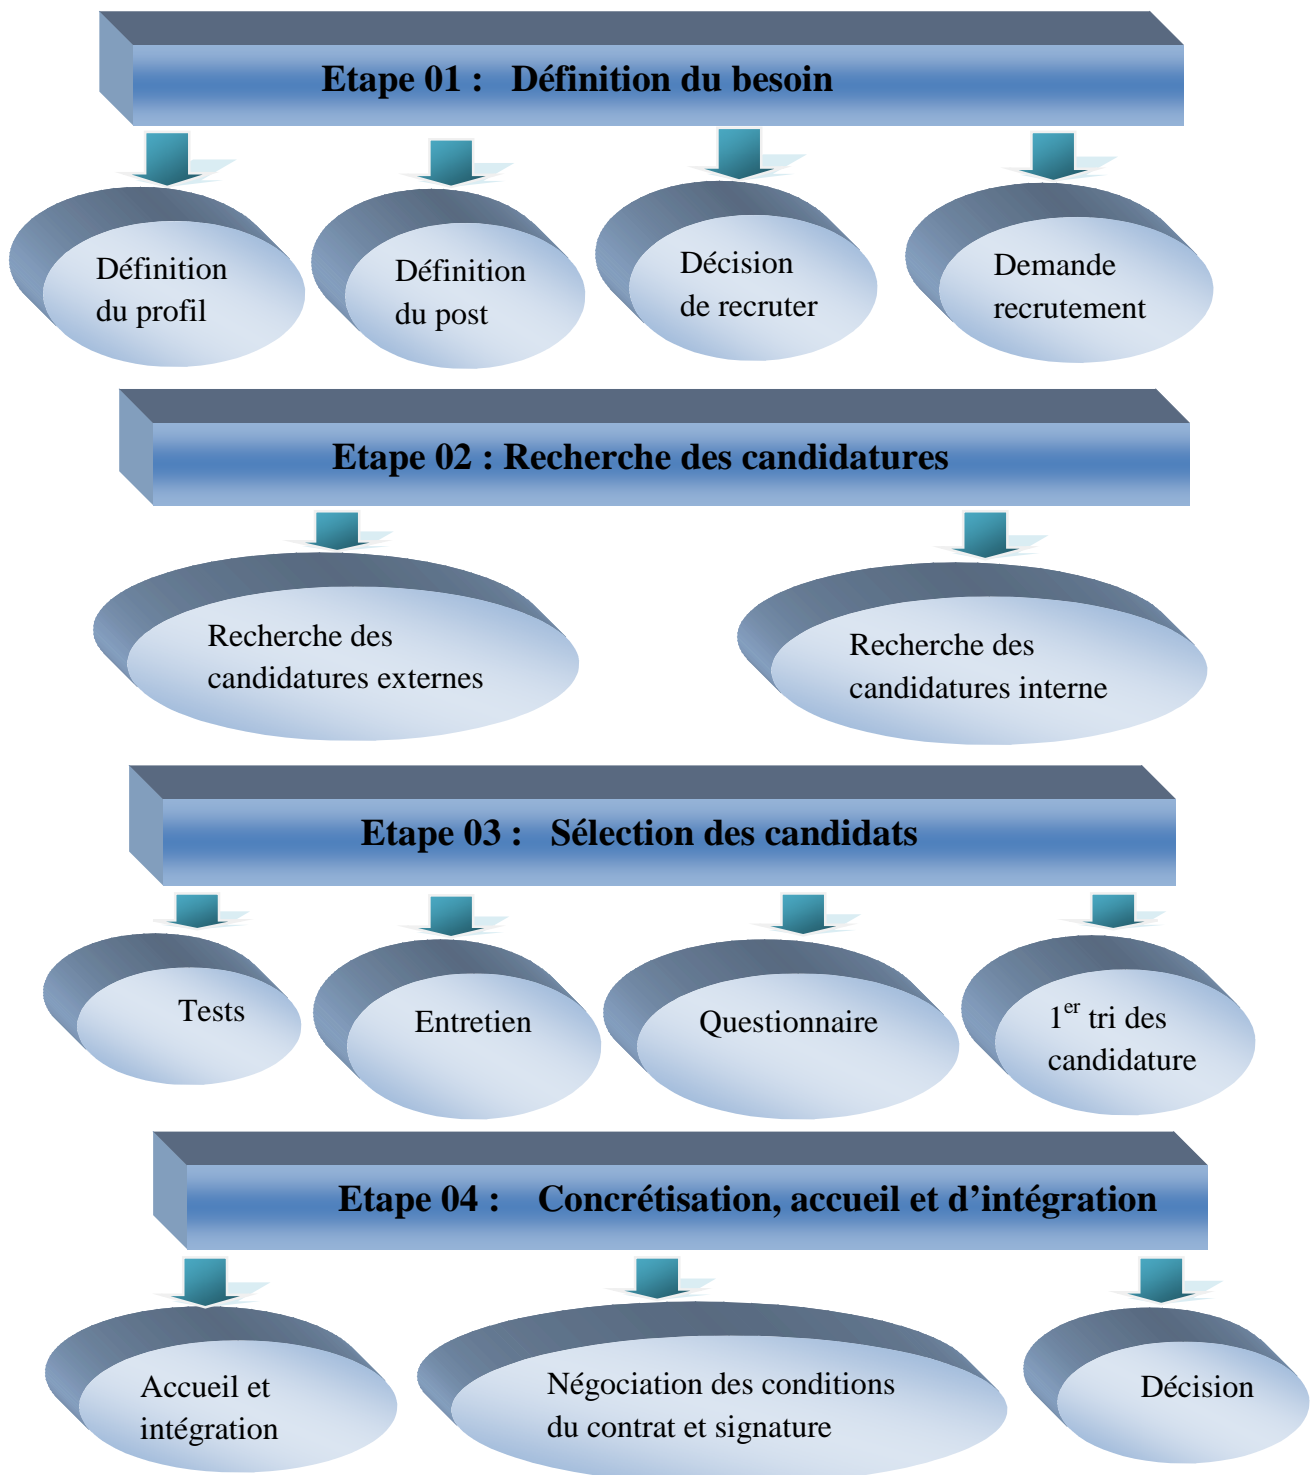 Etape 01 : Définition du besoin
Définition
du profil
Définition
du post
Décision
de recruter
Demande
recrutement
Etape 02 : Recherche des candidatures
Recherche des
candidatures externes
Recherche des
candidatures interne
Etape 03 : Sélection des candidats
Tests
Entretien
Questionnaire
1er tri des
candidature
Etape 04 : Concrétisation, accueil et d’intégration
Accueil et
intégration
Négociation des conditions
du contrat et signature
Décision